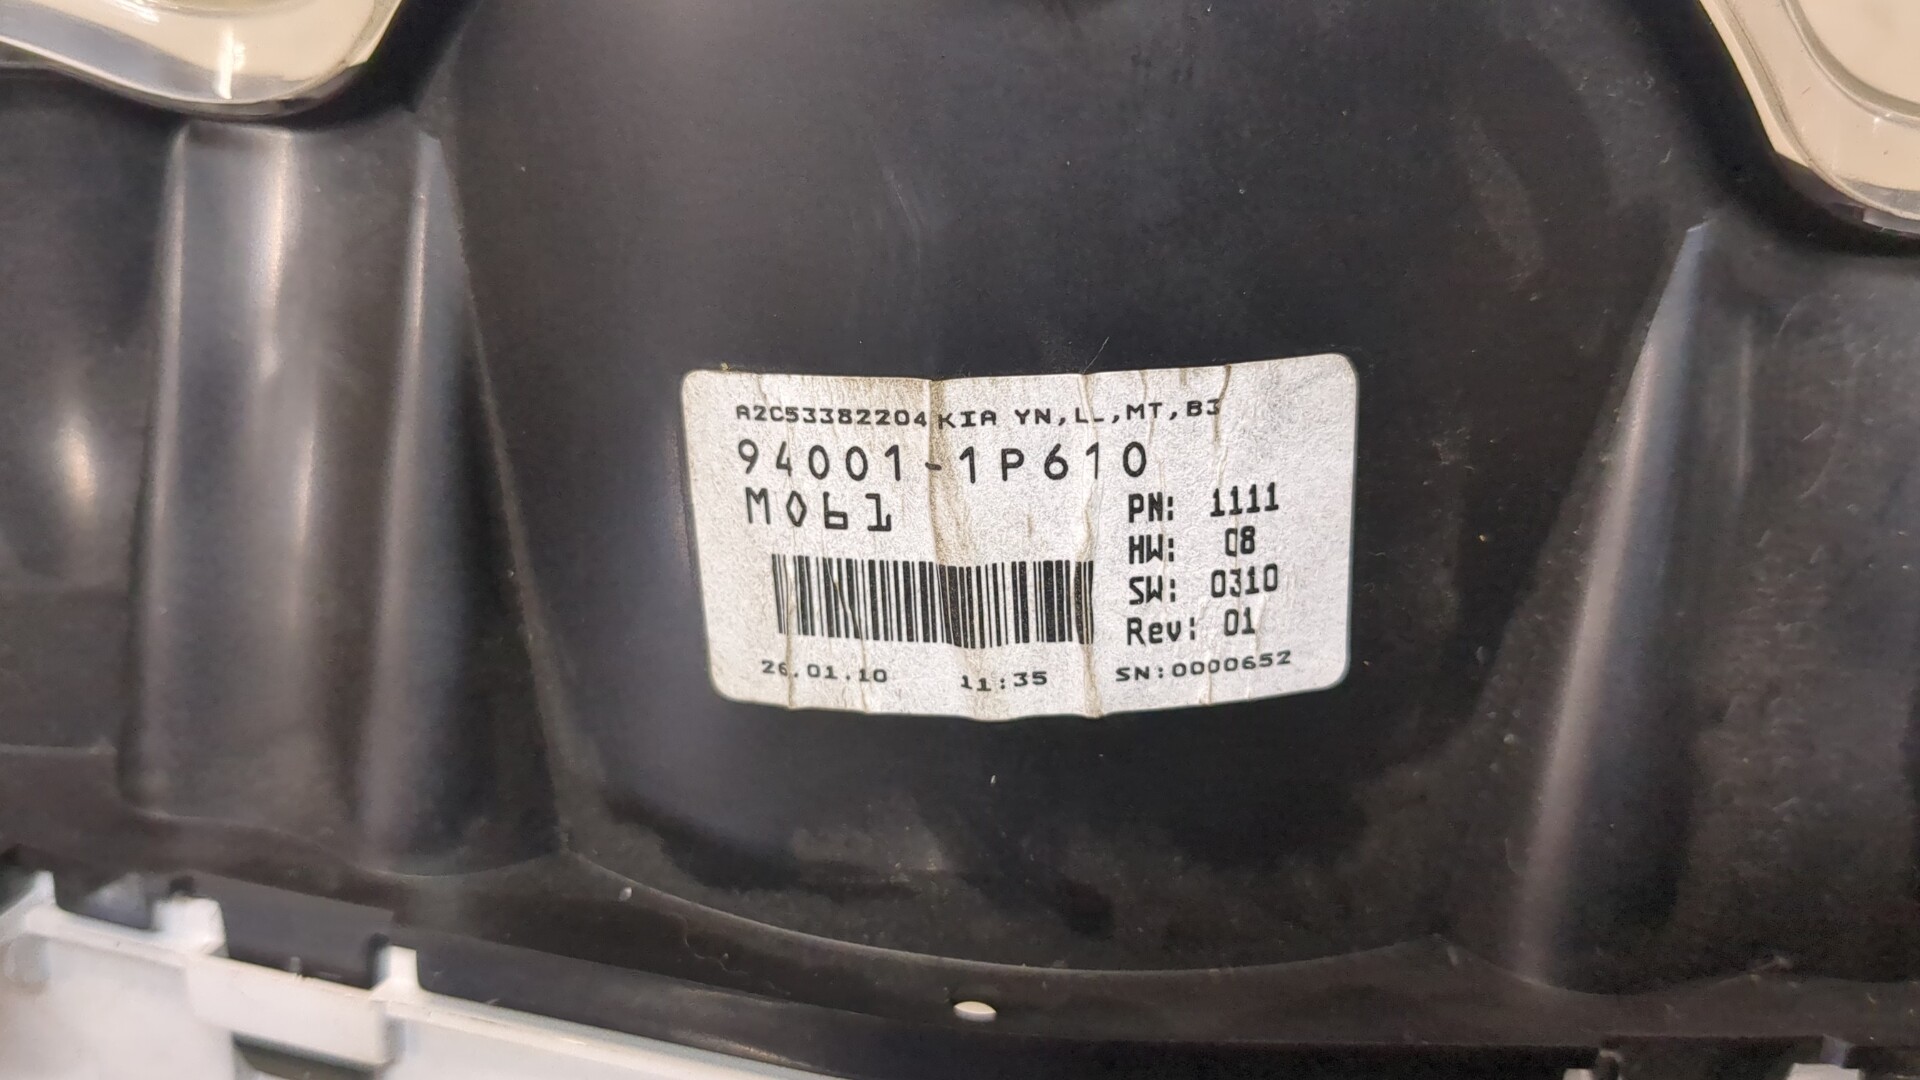 A2C53382204 KIA YN, MT,B3
94001-1P610
M061
PN: 1111
HW: 08
SW: 0310
Rev: 01
26.01.10 11:35 SN:0000652